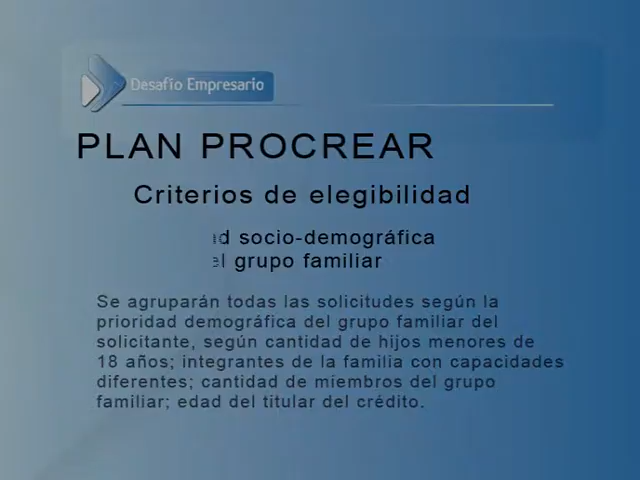 Desafío Empresario
PLAN PROCREAR
Criterios de elegibilidad
socio-demográfica
grupo familiar
Se agruparán todas las solicitudes según la
prioridad demográfica del grupo familiar del
solicitante, según cantidad de hijos menores de
18 años; integrantes de la familia con capacidades
diferentes; cantidad de miembros del grupo
familiar; edad del titular del crédito.